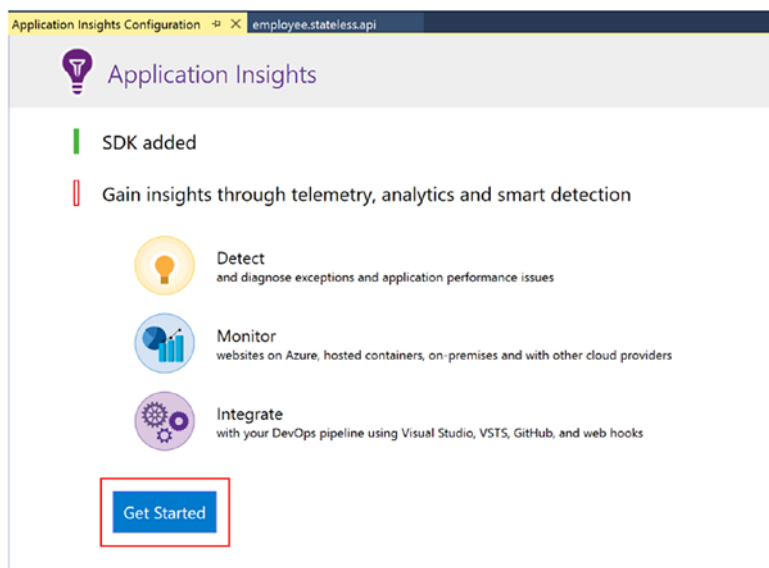 Application Insights Configuration employee.stateless.api
Application Insights
SDK added
Gain insights through telemetry, analytics and smart detection
Detect
and diagnose exceptions and application performance issues
Monitor
websites on Azure, hosted containers, on-premises and with other cloud providers
Integrate
with your DevOps pipeline using Visual Studio, VSTS, GitHub, and web hooks
Get Started